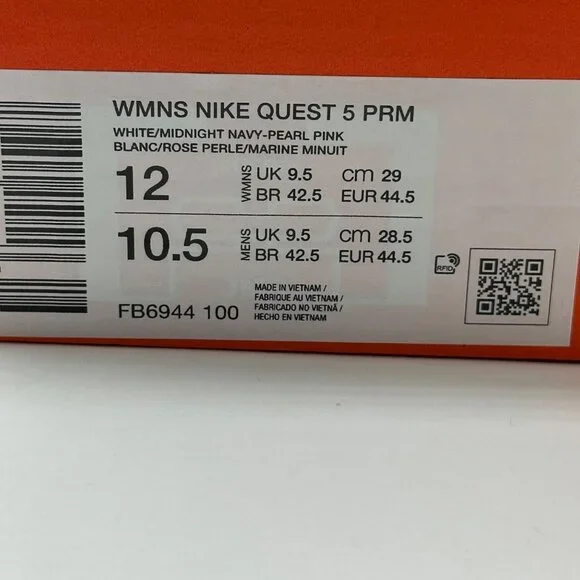 WMNS NIKE QUEST 5 PRM
WHITE/MIDNIGHT NAVY-PEARL PINK
BLANC/ROSE PERLE/MARINE MINUIT
12 WMNS UK 9.5 cm 29
BR 42.5 EUR 44.5
10.5 MENS UK 9.5 cm 28.5
BR 42.5 EUR 44.5
FB6944 100
MADE IN VIETNAM /
FABRIQUE AU VIETNAM /
FABRICADO NO VIETNÃ /
HECHO EN VIETNAM
RFID